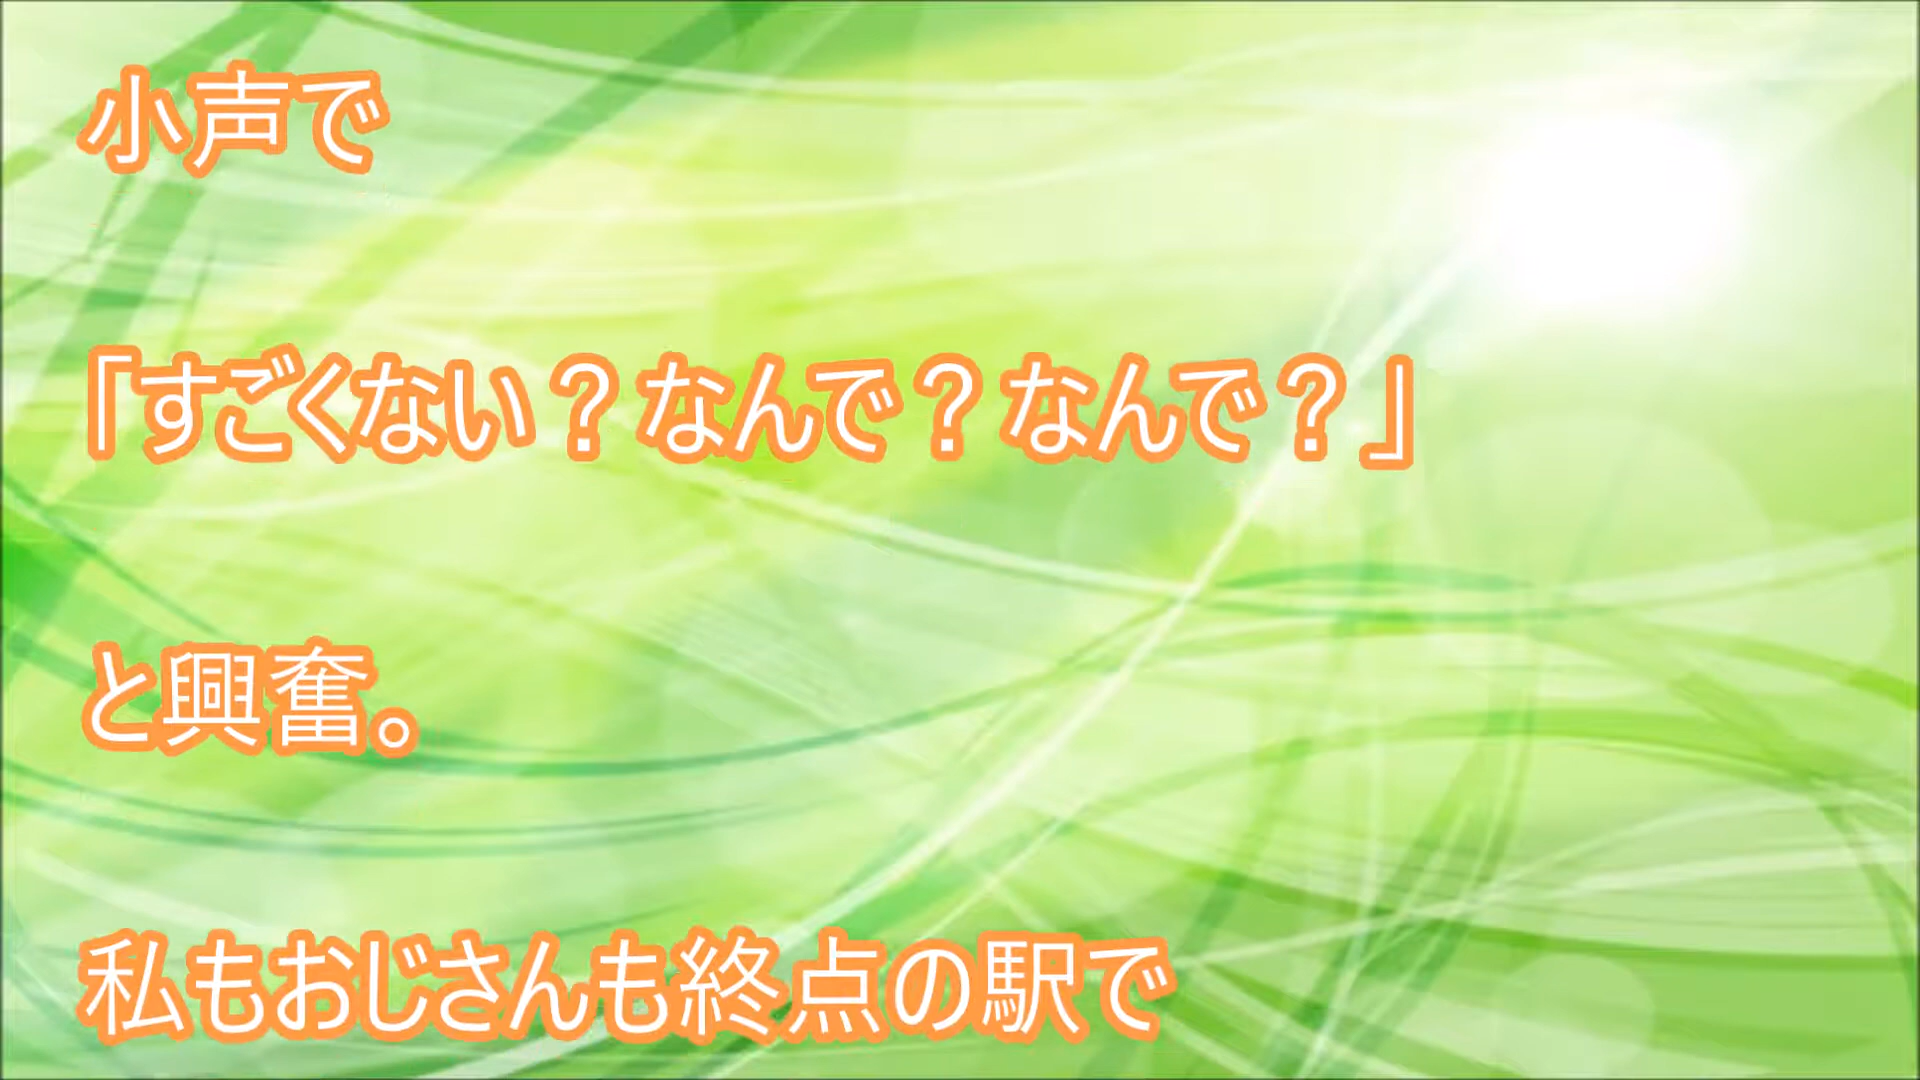 小声で
「すごくない？なんで？なんで？」
と興奮。
私もおじさんも終点の駅で